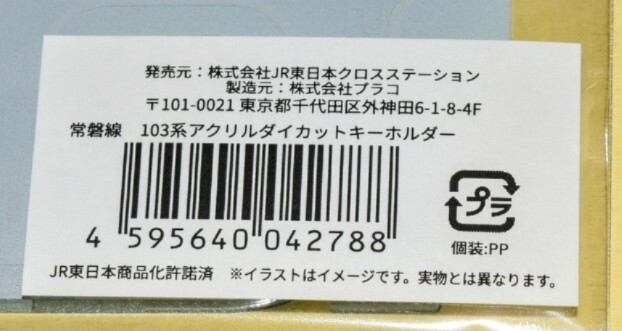 発売元：株式会社JR東日本クロスステーション
製造元：株式会社プラコ
〒101-0021 東京都千代田区外神田6-1-8-4F
常磐線　103系アクリルダイカットキーホルダー
4 595640 042788
プラ
個装:PP
JR東日本商品化許諾済　※イラストはイメージです。実物とは異なります。